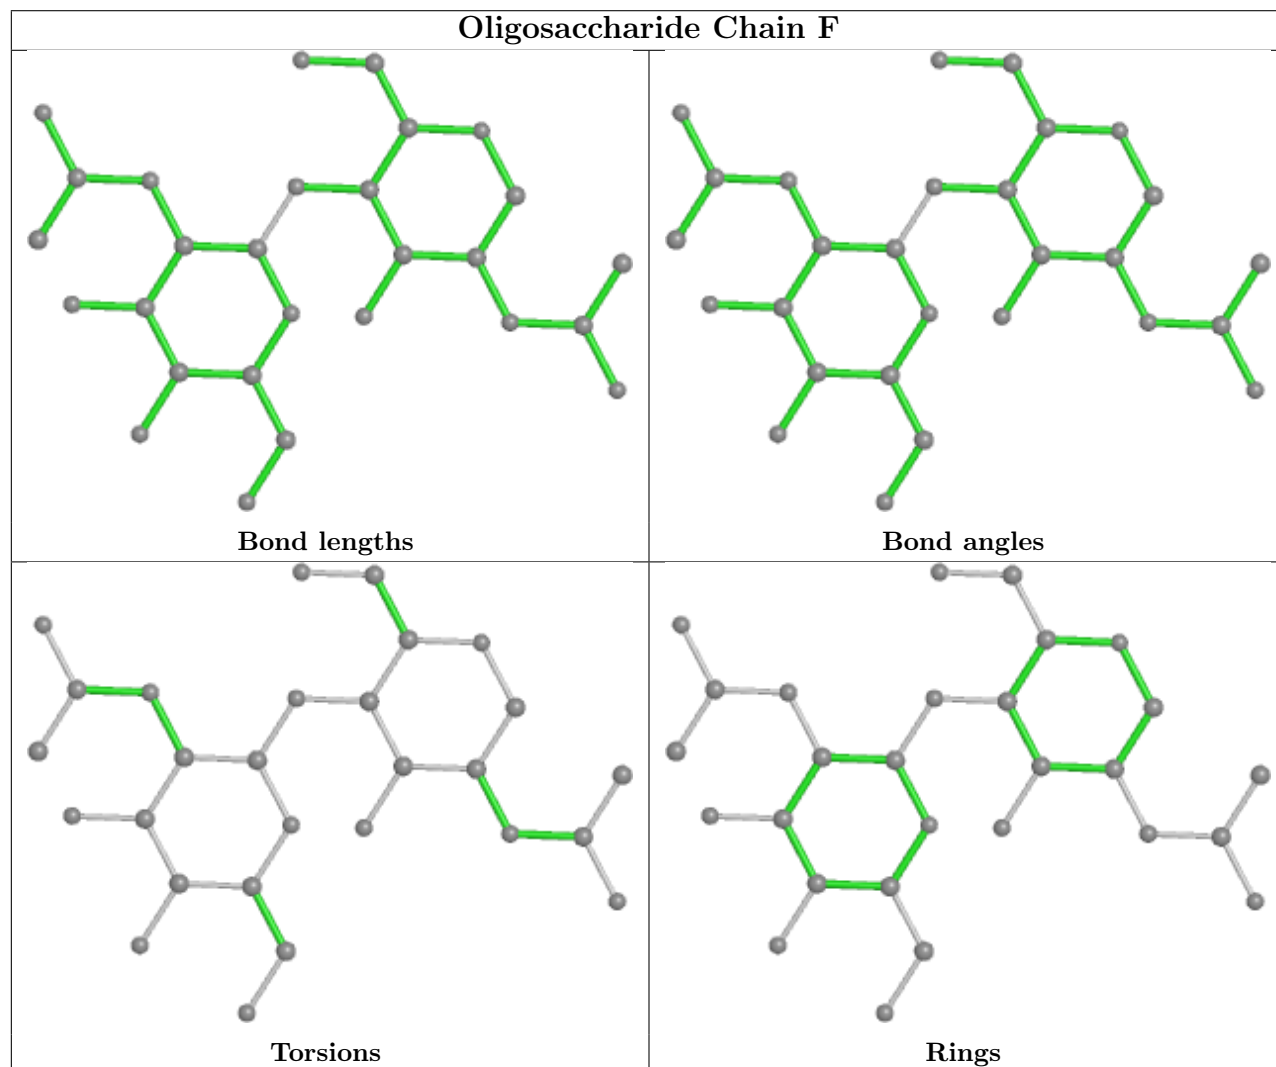 Oligosaccharide Chain F
Bond lengths
Bond angles
Torsions
Rings